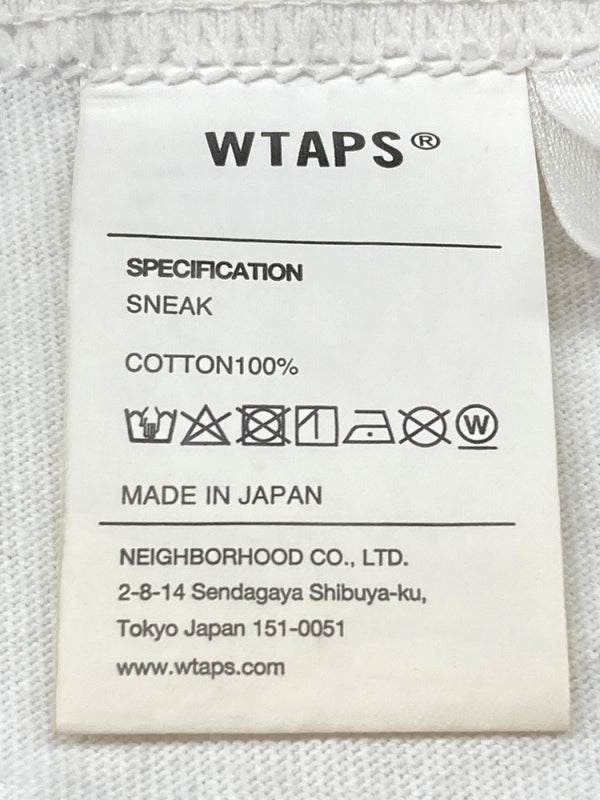 WTAPS®
SPECIFICATION
SNEAK
COTTON100%
W
MADE IN JAPAN
NEIGHBORHOOD CO., LTD.
2-8-14 Sendagaya Shibuya-ku,
Tokyo Japan 151-0051
www.wtaps.com